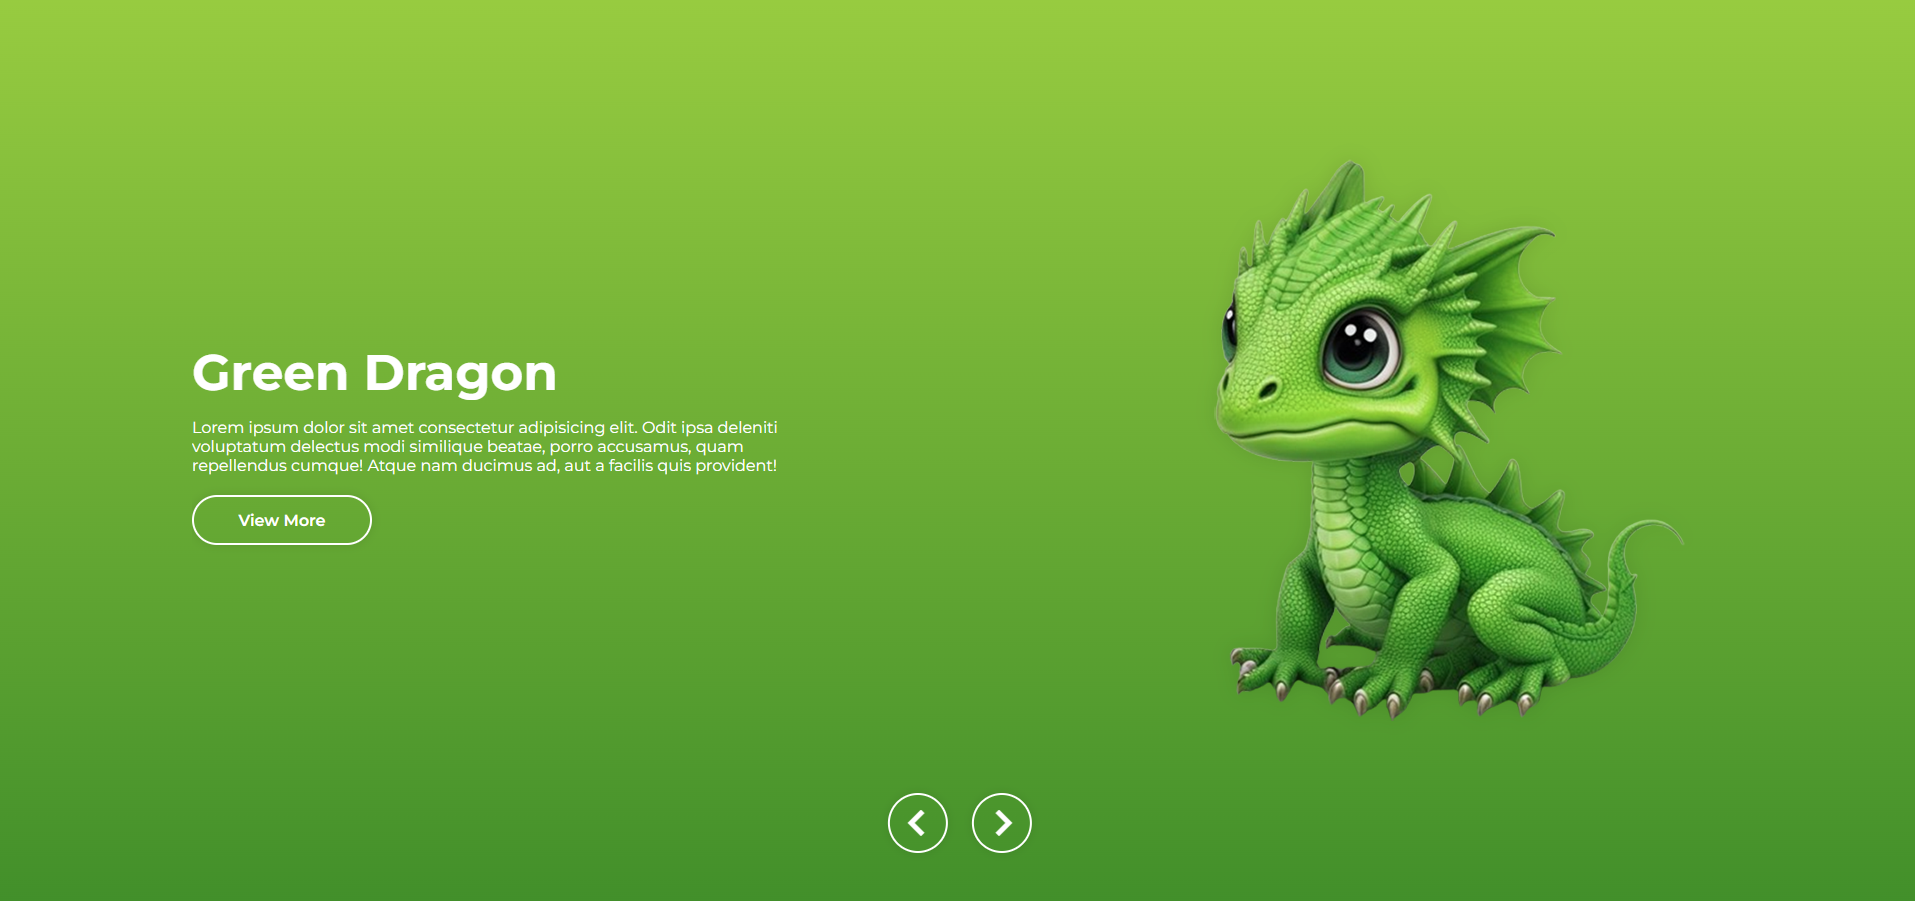 Green Dragon
Lorem ipsum dolor sit amet consectetur adipisicing elit. Odit ipsa deleniti
voluptatum delectus modi similique beatae, porro accusamus, quam
repellendus cumque! Atque nam ducimus ad, aut a facilis quis provident!
View More